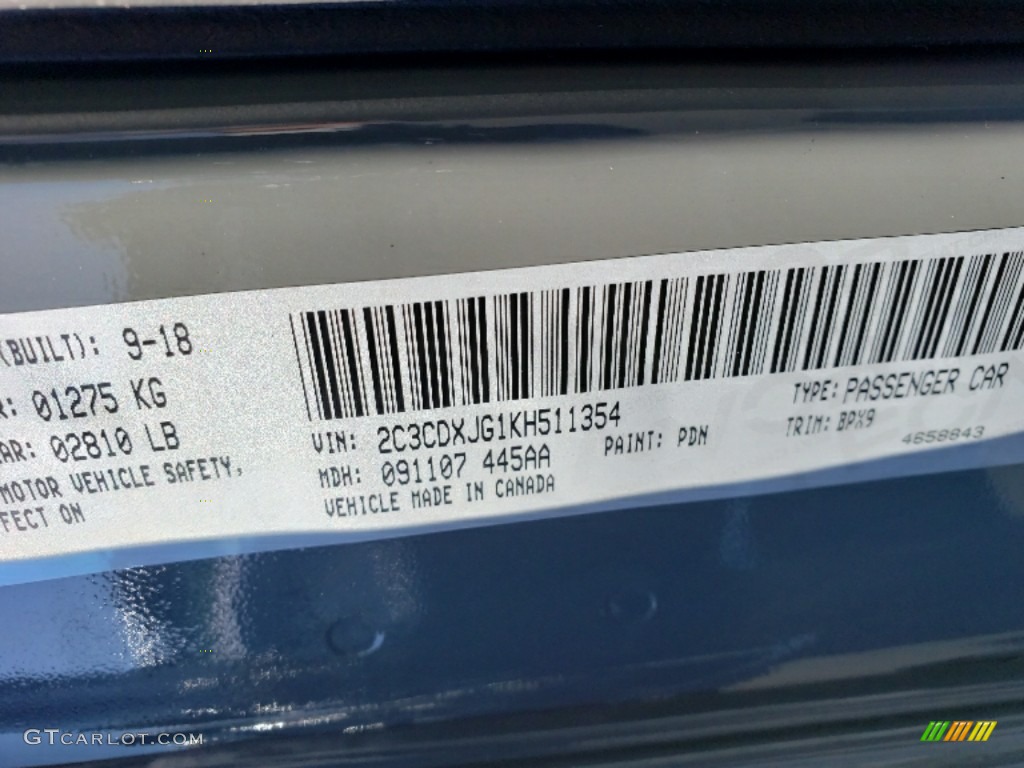 (BUILT): 9-18
R: 01275 KG
AR: 02810 LB
MOTOR VEHICLE SAFETY,
FECT ON
VIN: 2C3CDXJG1KH511354
MDH: 091107 445AA
VEHICLE MADE IN CANADA
PAINT: PDN
TYPE: PASSENGER CAR
TRIM: BPX9
4658843
GTCARLOT.COM